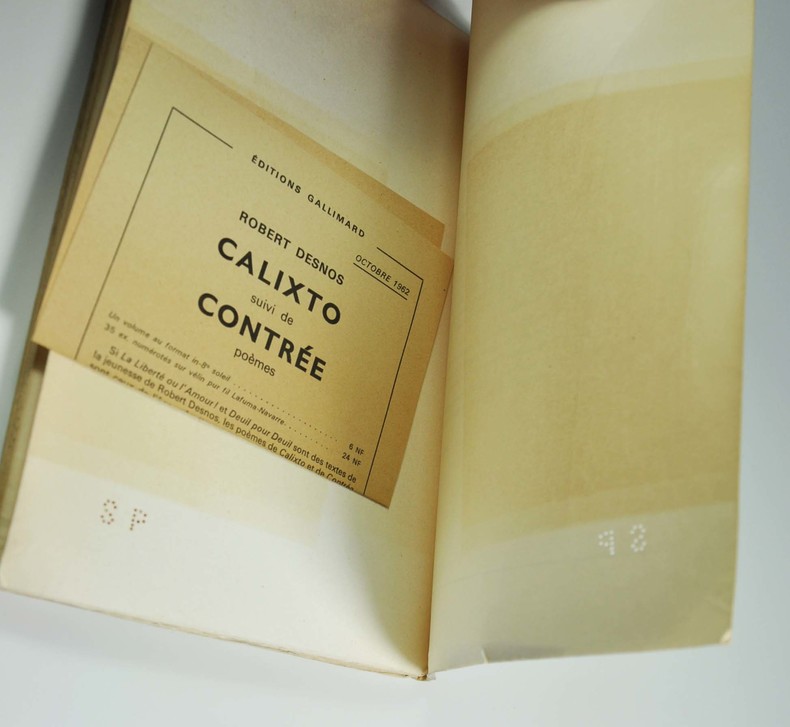 ÉDITIONS GALLIMARD
OCTOBRE 1962
ROBERT DESNOS
CALIXTO
suivi de
CONTRÉE
poèmes
Un volume au format in-8º soleil . . . . . . . . . . . . . . . . 6 NF
35 ex. numérotés sur vélin pur fil Lafuma-Navarre. . . . . . . . . . 24 NF
Si La Liberté ou l'Amour! et Deuil pour Deuil sont des textes de
la jeunesse de Robert Desnos, les poèmes de Calixto et de Contrée
SP